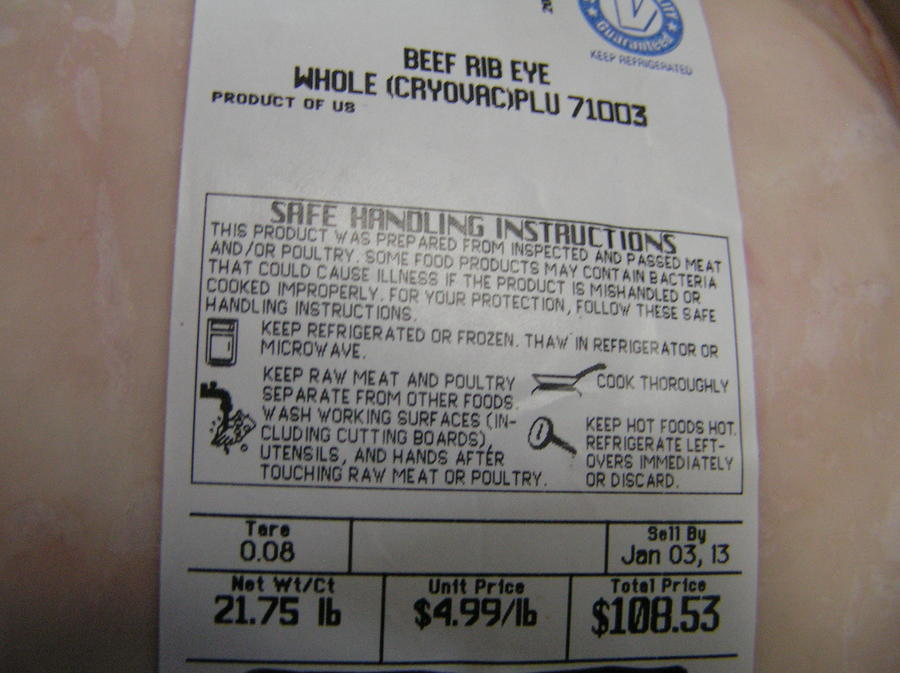 Guaranteed
KEEP REFRIGERATED
BEEF RIB EYE
WHOLE (CRYOVAC)PLU 71003
PRODUCT OF US
SAFE HANDLING INSTRUCTIONS
THIS PRODUCT WAS PREPARED FROM INSPECTED AND PASSED MEAT
AND/OR POULTRY. SOME FOOD PRODUCTS MAY CONTAIN BACTERIA
THAT COULD CAUSE ILLNESS IF THE PRODUCT IS MISHANDLED OR
COOKED IMPROPERLY. FOR YOUR PROTECTION, FOLLOW THESE SAFE
HANDLING INSTRUCTIONS.
KEEP REFRIGERATED OR FROZEN. THAW IN REFRIGERATOR OR
MICROWAVE.
KEEP RAW MEAT AND POULTRY
SEPARATE FROM OTHER FOODS.
WASH WORKING SURFACES (IN-
CLUDING CUTTING BOARDS),
UTENSILS, AND HANDS AFTER
TOUCHING RAW MEAT OR POULTRY.
COOK THOROUGHLY
KEEP HOT FOODS HOT.
REFRIGERATE LEFT-
OVERS IMMEDIATELY
OR DISCARD.
Tare
0.08
Sell By
Jan 03, 13
Net Wt/Ct
21.75 lb
Unit Price
$4.99/lb
Total Price
$108.53